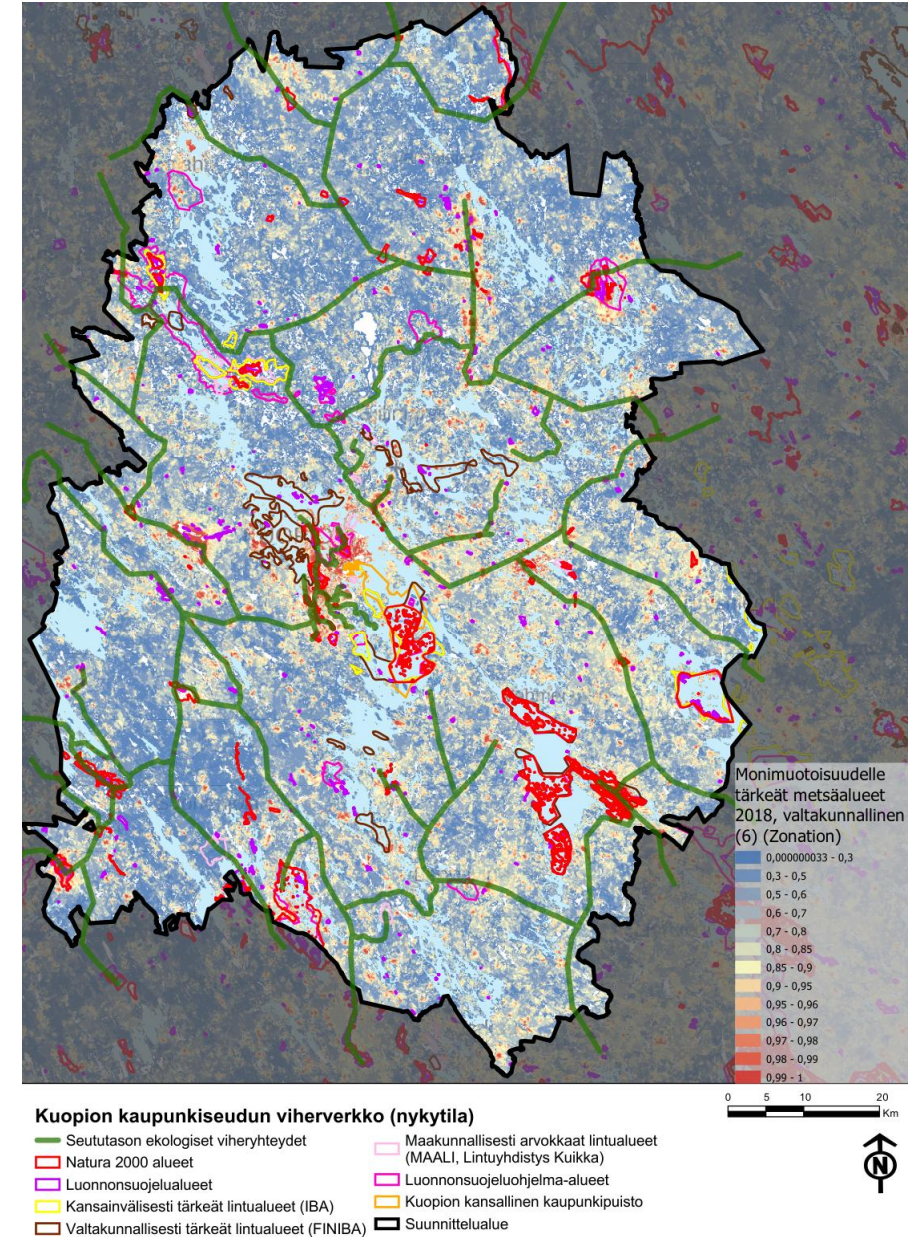 Monimuotoisuudelle
tärkeät metsäalueet
2018, valtakunnallinen
(6) (Zonation)
0,000000033 - 0,3
0,3 - 0,5
0,5 - 0,6
0,6 - 0,7
0,7 - 0,8
0,8 - 0,85
0,85 - 0,9
0,9 - 0,95
0,95 - 0,96
0,96 - 0,97
0,97 - 0,98
0,98 - 0,99
0,99 - 1
0 5 10 20
Km
N
Kuopion kaupunkiseudun viherverkko (nykytila)
Seututason ekologiset viheryhteydet
Natura 2000 alueet
Luonnonsuojelualueet
Kansainvälisesti tärkeät lintualueet (IBA)
Valtakunnallisesti tärkeät lintualueet (FINIBA)
Maakunnallisesti arvokkaat lintualueet
(MAALI, Lintuyhdistys Kuikka)
Luonnonsuojeluohjelma-alueet
Kuopion kansallinen kaupunkipuisto
Suunnittelualue